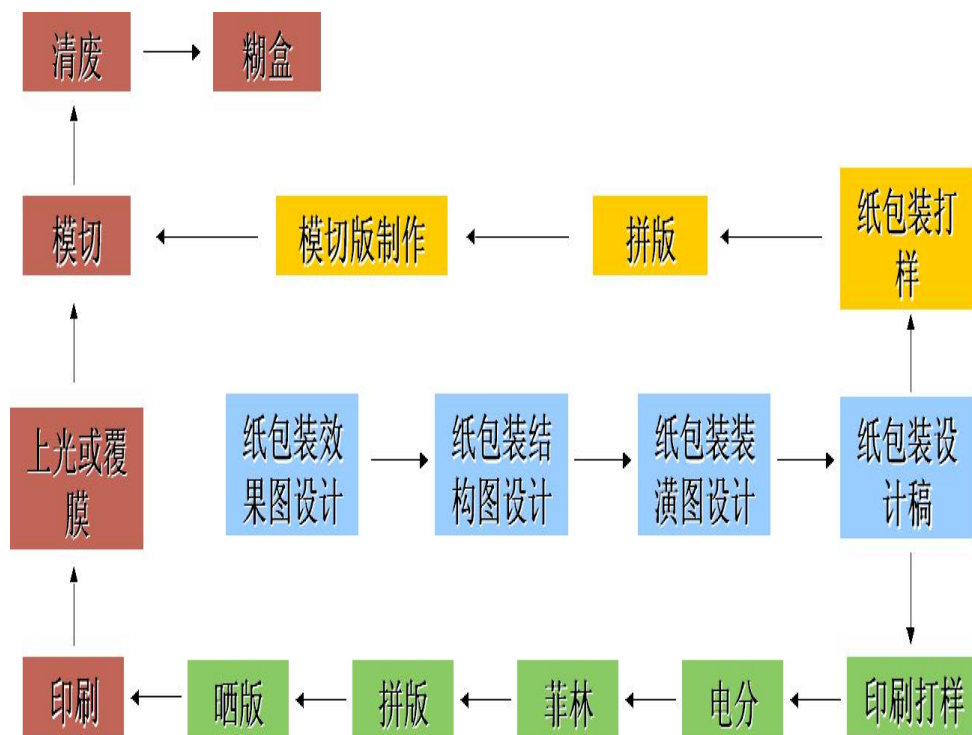 清废
糊盒
模切
模切版制作
拼版
纸包装打
样
上光或覆
膜
纸包装效
果图设计
纸包装结
构图设计
纸包装装
潢图设计
纸包装设
计稿
印刷
晒版
拼版
菲林
电分
印刷打样